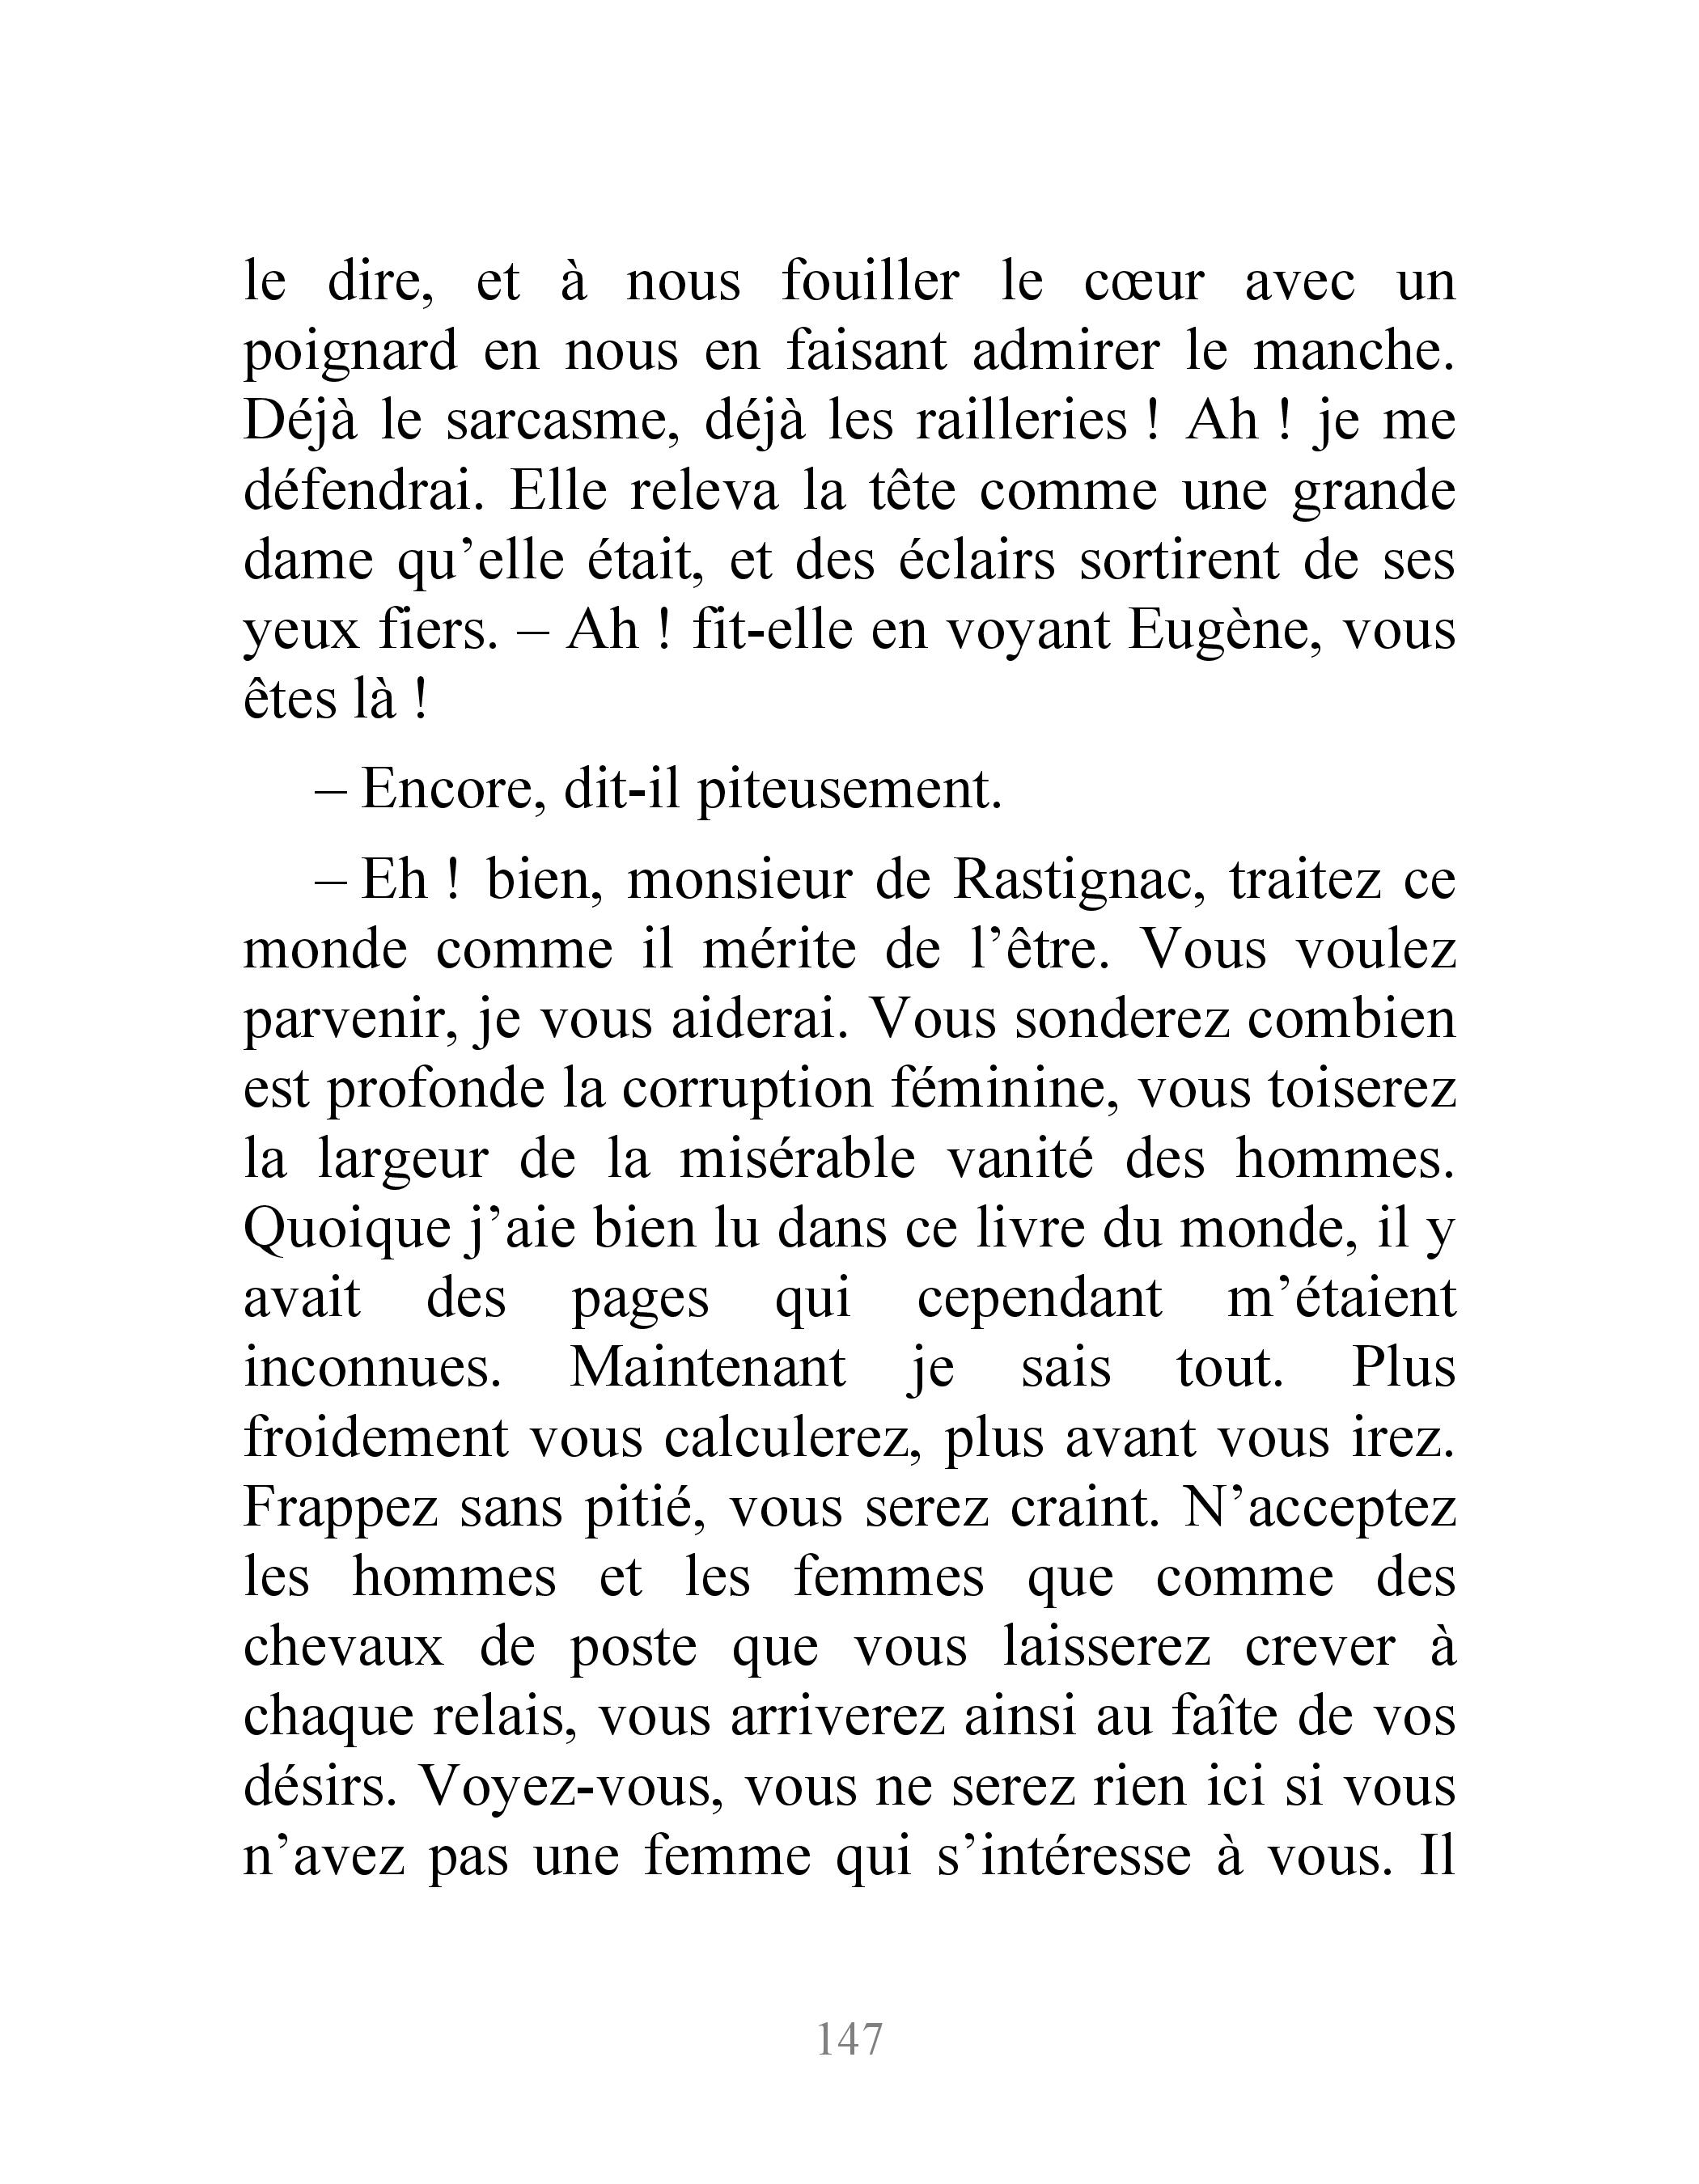 le dire, et à nous fouiller le cœur avec un
poignard en nous en faisant admirer le manche.
Déjà le sarcasme, déjà les railleries ! Ah ! je me
défendrai. Elle releva la tête comme une grande
dame qu’elle était, et des éclairs sortirent de ses
yeux fiers. – Ah ! fit-elle en voyant Eugène, vous
êtes là !
– Encore, dit-il piteusement.
– Eh ! bien, monsieur de Rastignac, traitez ce
monde comme il mérite de l’être. Vous voulez
parvenir, je vous aiderai. Vous sonderez combien
est profonde la corruption féminine, vous toiserez
la largeur de la misérable vanité des hommes.
Quoique j’aie bien lu dans ce livre du monde, il y
avait des pages qui cependant m’étaient
inconnues. Maintenant je sais tout. Plus
froidement vous calculerez, plus avant vous irez.
Frappez sans pitié, vous serez craint. N’acceptez
les hommes et les femmes que comme des
chevaux de poste que vous laisserez crever à
chaque relais, vous arriverez ainsi au faîte de vos
désirs. Voyez-vous, vous ne serez rien ici si vous
n’avez pas une femme qui s’intéresse à vous. Il
147